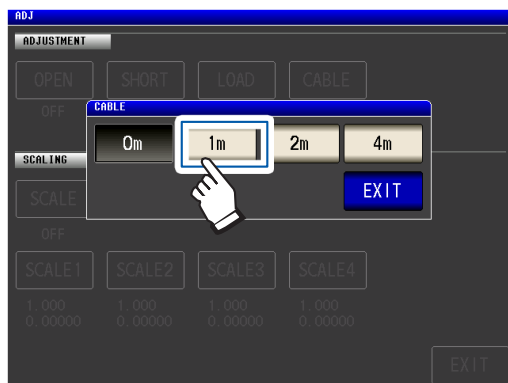 ADJ
ADJUSTMENT
OPEN SHORT LOAD CABLE
OFF
CABLE
0m 1m 2m 4m
EXIT
SCALING
SCALE
OFF
SCALE1 SCALE2 SCALE3 SCALE4
1.000 1.000 1.000 1.000
0.00000 0.00000 0.00000 0.00000
EXIT